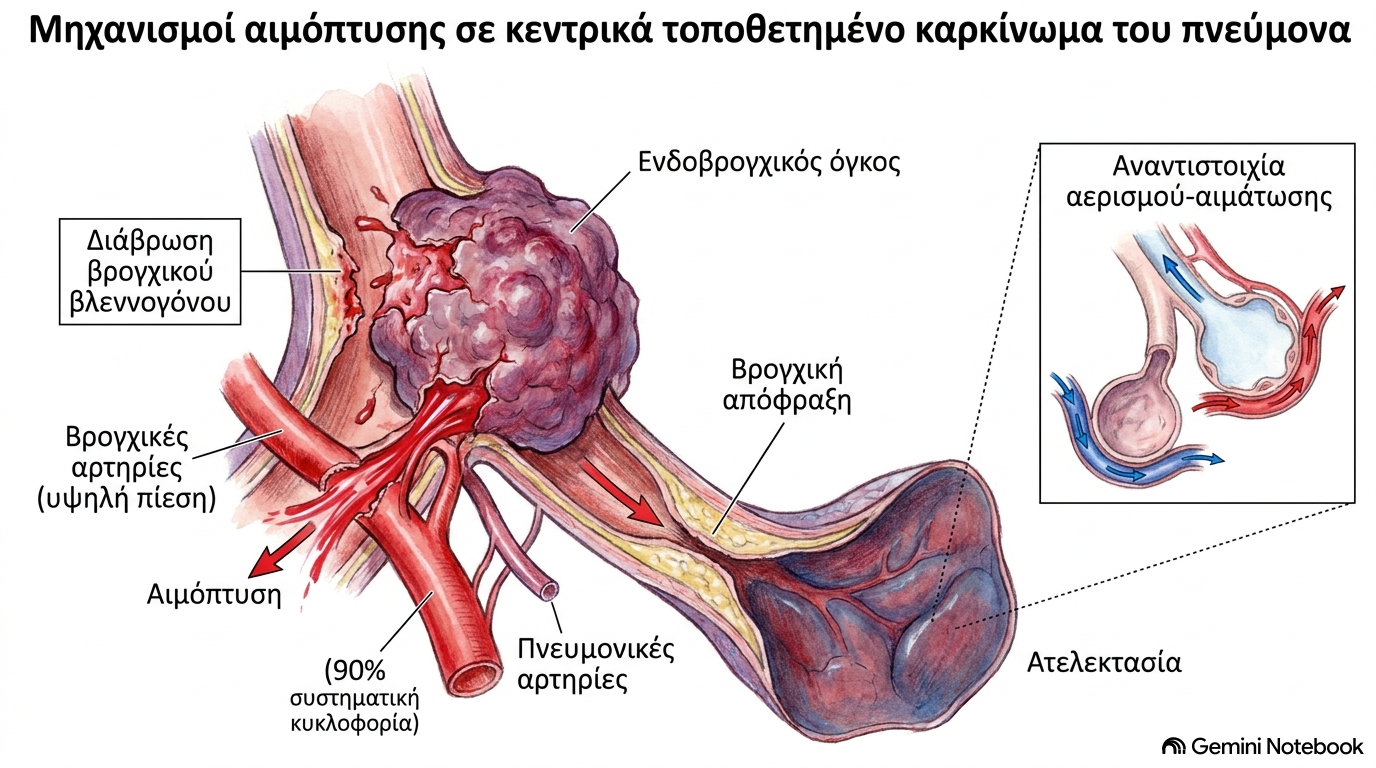 Μηχανισμοί αιμόπτυσης σε κεντρικά τοποθετημένο καρκίνωμα του πνεύμονα
Ενδοβρογχικός όγκος
Αναντιστοιχία
αερισμού-αιμάτωσης
Διάβρωση
βρογχικού
βλεννογόνου
Βρογχική
απόφραξη
Βρογχικές
αρτηρίες
(υψηλή πίεση)
Αιμόπτυση
(90%
συστηματική
κυκλοφορία)
Πνευμονικές
αρτηρίες
Ατελεκτασία
Gemini Notebook